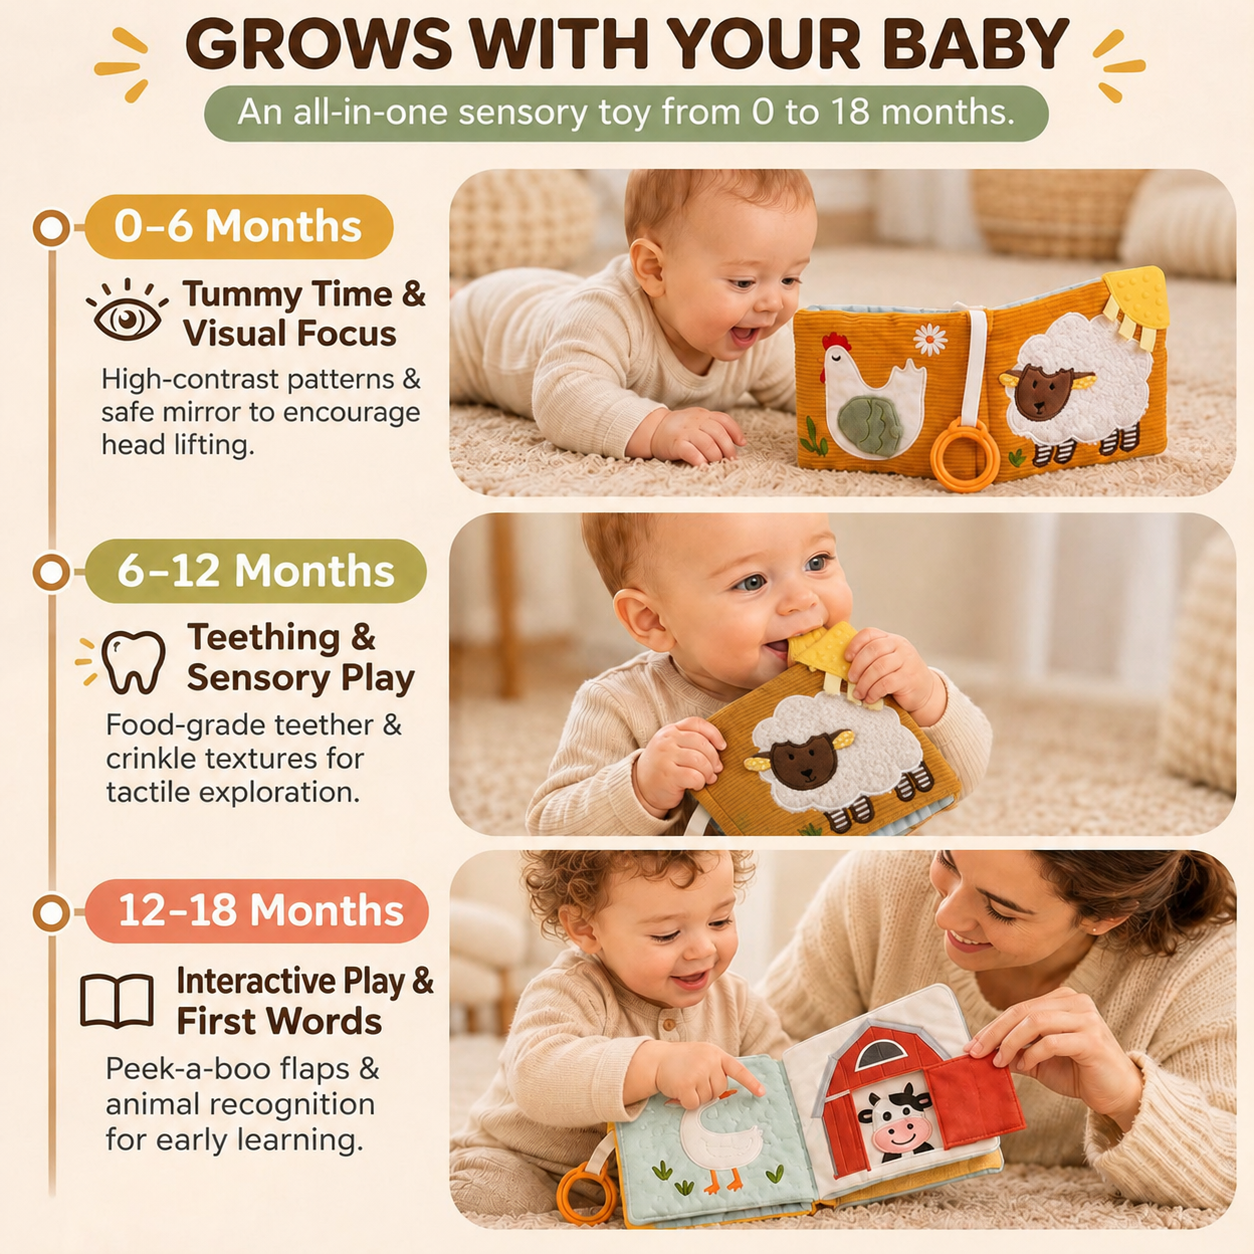 GROWS WITH YOUR BABY
An all-in-one sensory toy from 0 to 18 months.
0–6 Months
Tummy Time &
Visual Focus
High-contrast patterns &
safe mirror to encourage
head lifting.
6–12 Months
Teething &
Sensory Play
Food-grade teether &
crinkle textures for
tactile exploration.
12–18 Months
Interactive Play &
First Words
Peek-a-boo flaps &
animal recognition
for early learning.